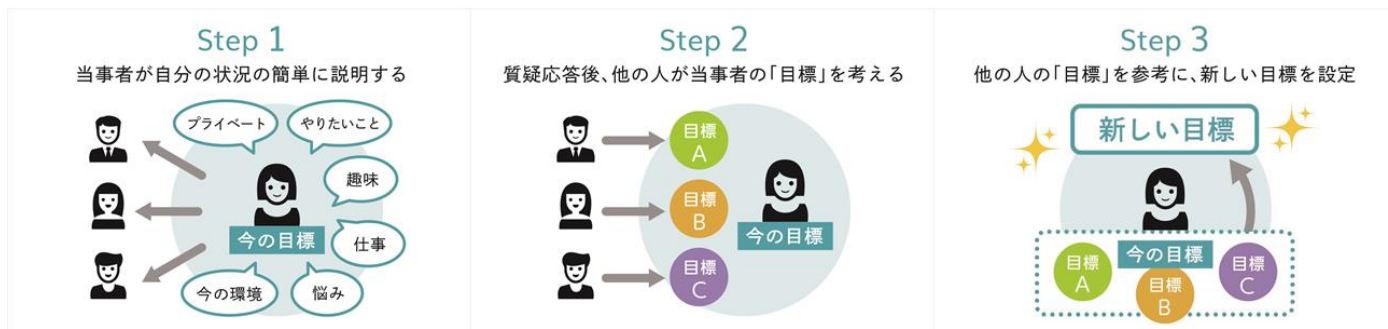 Step 1
当事者が自分の状況の簡単に説明する
プライベート
やりたいこと
趣味
今の目標
仕事
今の環境
悩み
Step 2
質疑応答後、他の人が当事者の「目標」を考える
目標
A
目標
B
今の目標
目標
C
Step 3
他の人の「目標」を参考に、新しい目標を設定
新しい目標
今の目標
目標
A
目標
B
目標
C